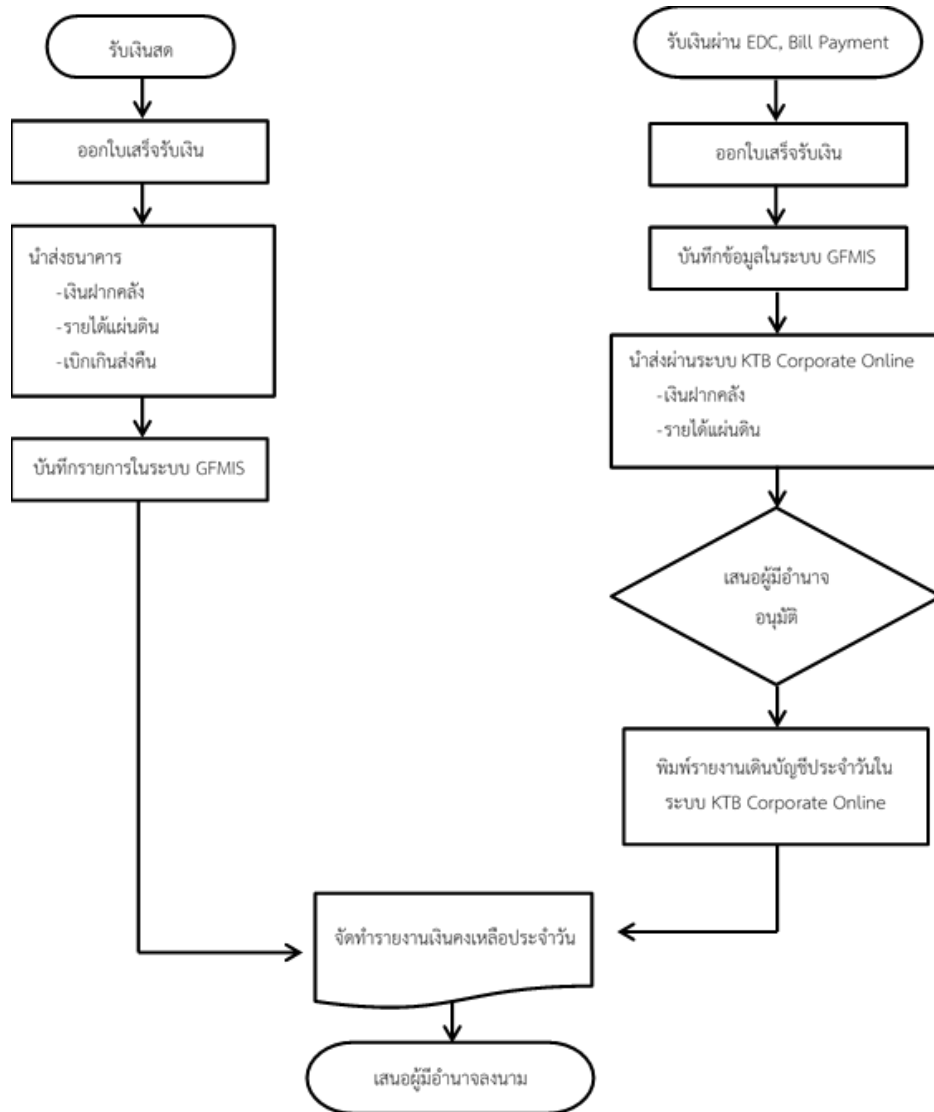 รับเงินสด
ออกใบเสร็จรับเงิน
นำส่งธนาคาร
-เงินฝากคลัง
-รายได้แผ่นดิน
-เบิกเกินส่งคืน
บันทึกรายการในระบบ GFMIS
รับเงินผ่าน EDC, Bill Payment
ออกใบเสร็จรับเงิน
บันทึกข้อมูลในระบบ GFMIS
นำส่งผ่านระบบ KTB Corporate Online
-เงินฝากคลัง
-รายได้แผ่นดิน
เสนอผู้มีอำนาจ
อนุมัติ
พิมพ์รายงานเดินบัญชีประจำวันใน
ระบบ KTB Corporate Online
จัดทำรายงานเงินคงเหลือประจำวัน
เสนอผู้มีอำนาจลงนาม